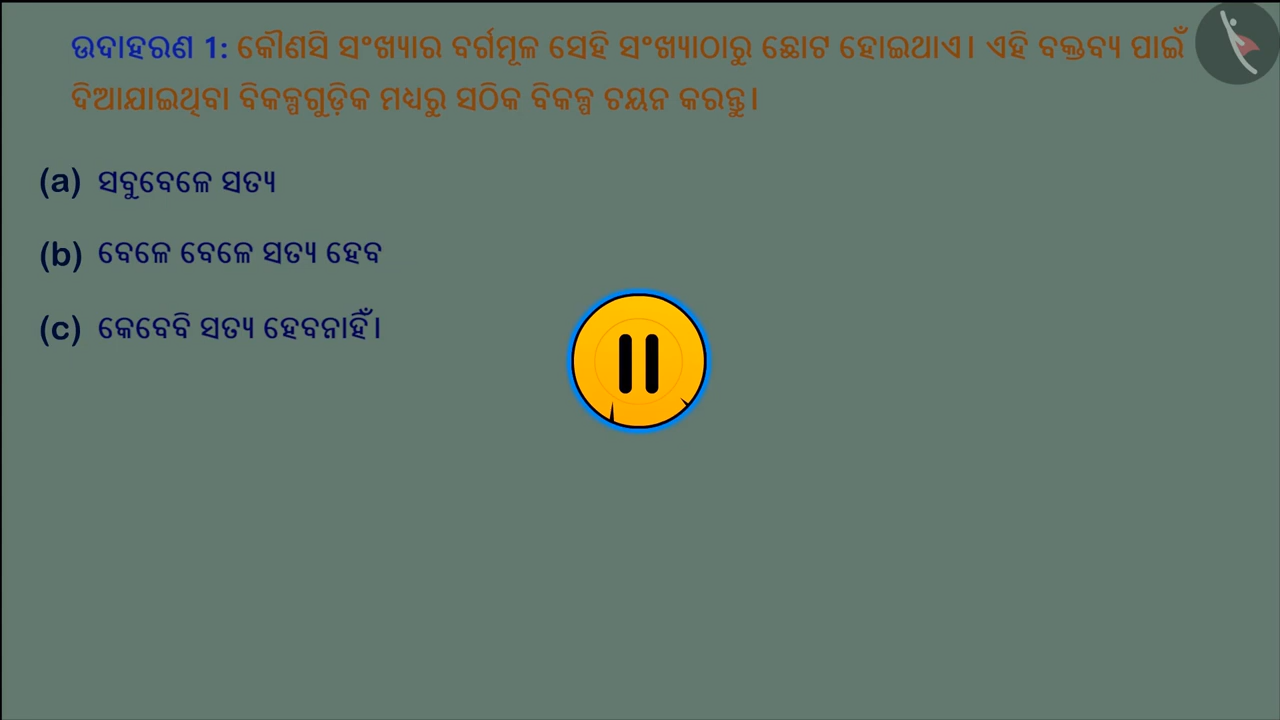 ଉଦାହରଣ 1: କୌଣସି ସଂଖ୍ୟାର ବର୍ଗମୂଳ ସେହି ସଂଖ୍ୟାଠାରୁ ଛୋଟ ହୋଇଥାଏ। ଏହି ବକ୍ତବ୍ୟ ପାଇଁ
ଦିଆଯାଇଥିବା ବିକଳ୍ପଗୁଡ଼ିକ ମଧ୍ୟରୁ ସଠିକ ବିକଳ୍ପ ଚୟନ କରନ୍ତୁ।
(a) ସବୁବେଳେ ସତ୍ୟ
(b) ବେଳେ ବେଳେ ସତ୍ୟ ହେବ
(c) କେବେବି ସତ୍ୟ ହେବନାହିଁ।